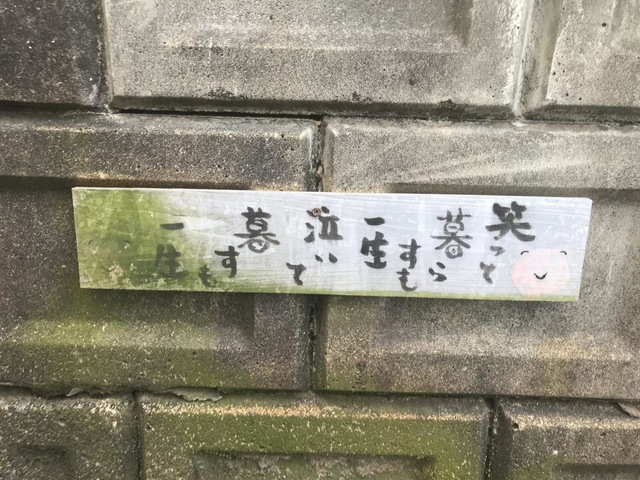 笑って
暮らすも
一生
泣いて
暮すも
一生